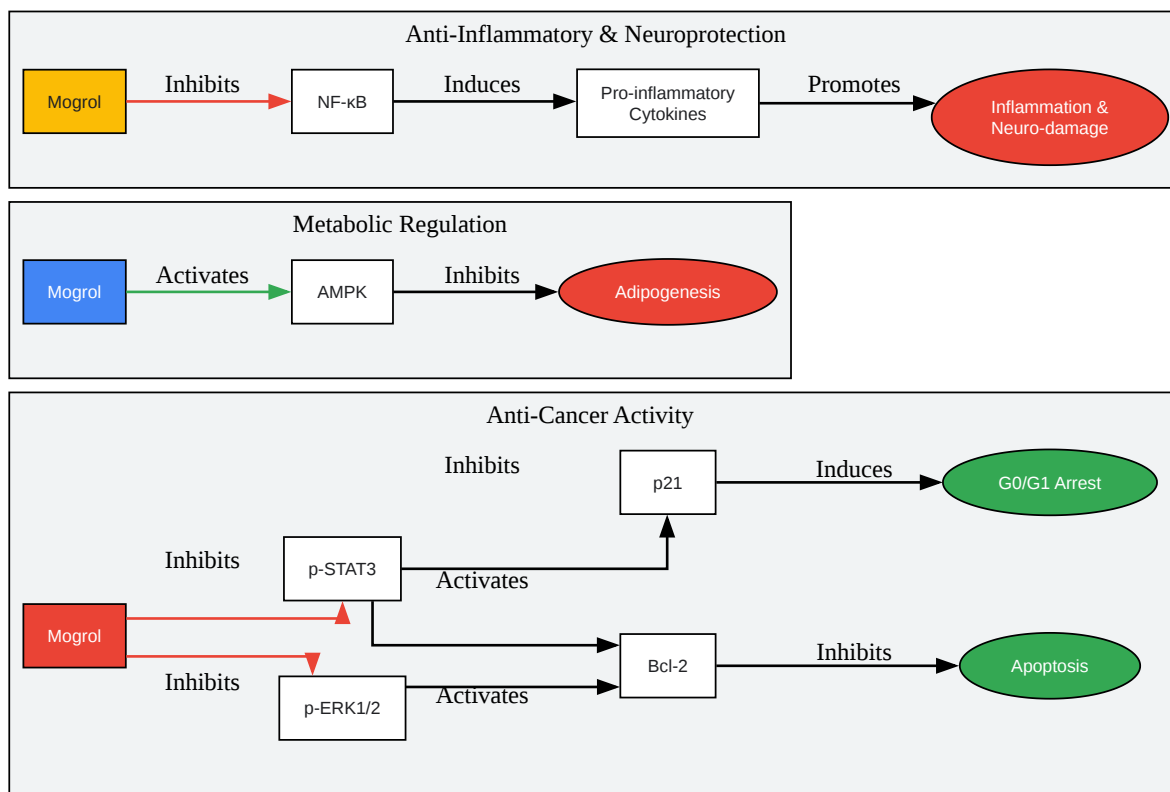 Anti-Inflammatory & Neuroprotection
Mogrol
Inhibits
NF-κB
Induces
Pro-inflammatory
Cytokines
Promotes
Inflammation &
Neuro-damage
Metabolic Regulation
Mogrol
Activates
AMPK
Inhibits
Adipogenesis
Anti-Cancer Activity
Inhibits
p21
Induces
G0/G1 Arrest
Inhibits
p-STAT3
Activates
Mogrol
Inhibits
p-ERK1/2
Activates
Bcl-2
Inhibits
Apoptosis